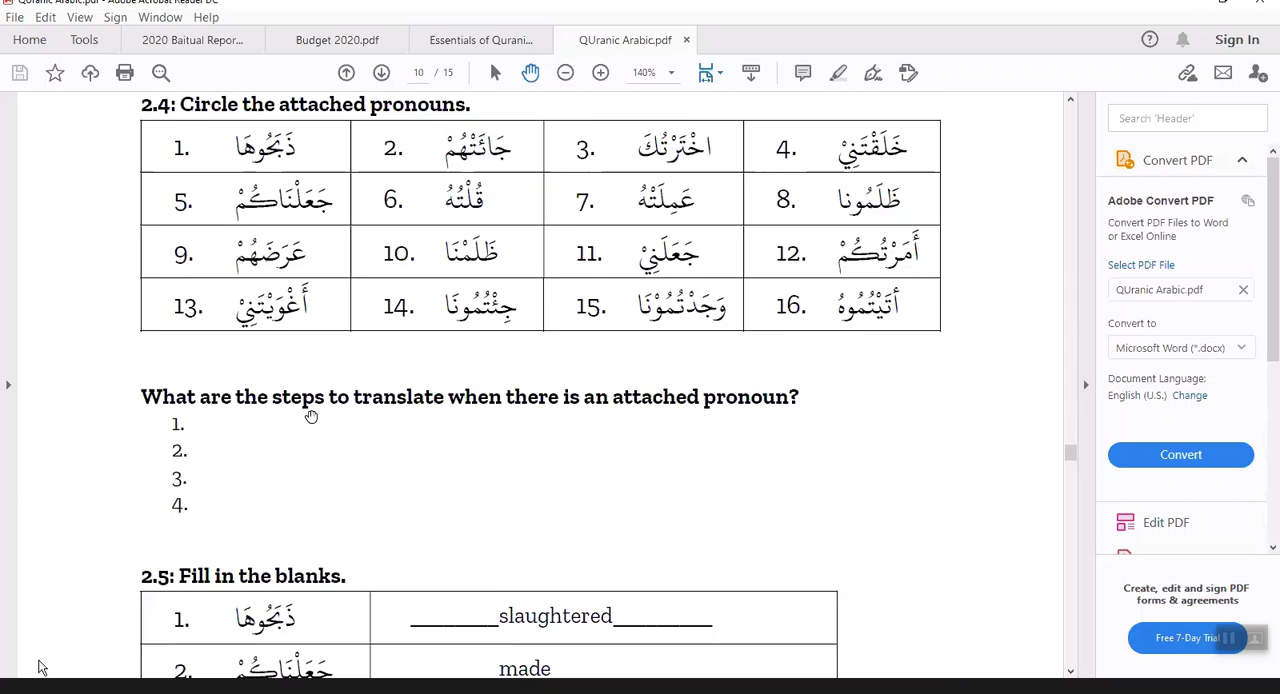 QUranic Arabic.pdf - Adobe Acrobat Reader DC
File Edit View Sign Window Help
Home Tools 2020 Baitual Repor... Budget 2020.pdf Essentials of Qurani... QUranic Arabic.pdf × Sign In
10 / 15 140%
2.4: Circle the attached pronouns.
1. ذَبَحُوهَا 2. جَائَتْهُمْ 3. اخْتَرْتُكَ 4. خَلَقْتَنِيْ
5. جَعَلْنَاكُمْ 6. قُلْتُهُ 7. عَمِلَتْهُ 8. ظَلَمُونا
9. عَرَضَهُمْ 10. ظَلَمْنَا 11. جَعَلَنِيْ 12. أَمَرْتُكُمْ
13. أَغْوَيْتَنِيْ 14. جِئْتُمُونَا 15. وَجَدْتُمُوْنَا 16. أتَيْتُمُوهُ
What are the steps to translate when there is an attached pronoun?
1.
2.
3.
4.
2.5: Fill in the blanks.
1. ذَبَحُوهَا ________slaughtered_________
2. جَعَلْنَاكُمْ made
Search 'Header'
Convert PDF
Adobe Convert PDF
Convert PDF Files to Word
or Excel Online
Select PDF File
QUranic Arabic.pdf
Convert to
Microsoft Word (*.docx)
Document Language:
English (U.S.) Change
Convert
Edit PDF
Create, edit and sign PDF
forms & agreements
Free 7-Day Trial